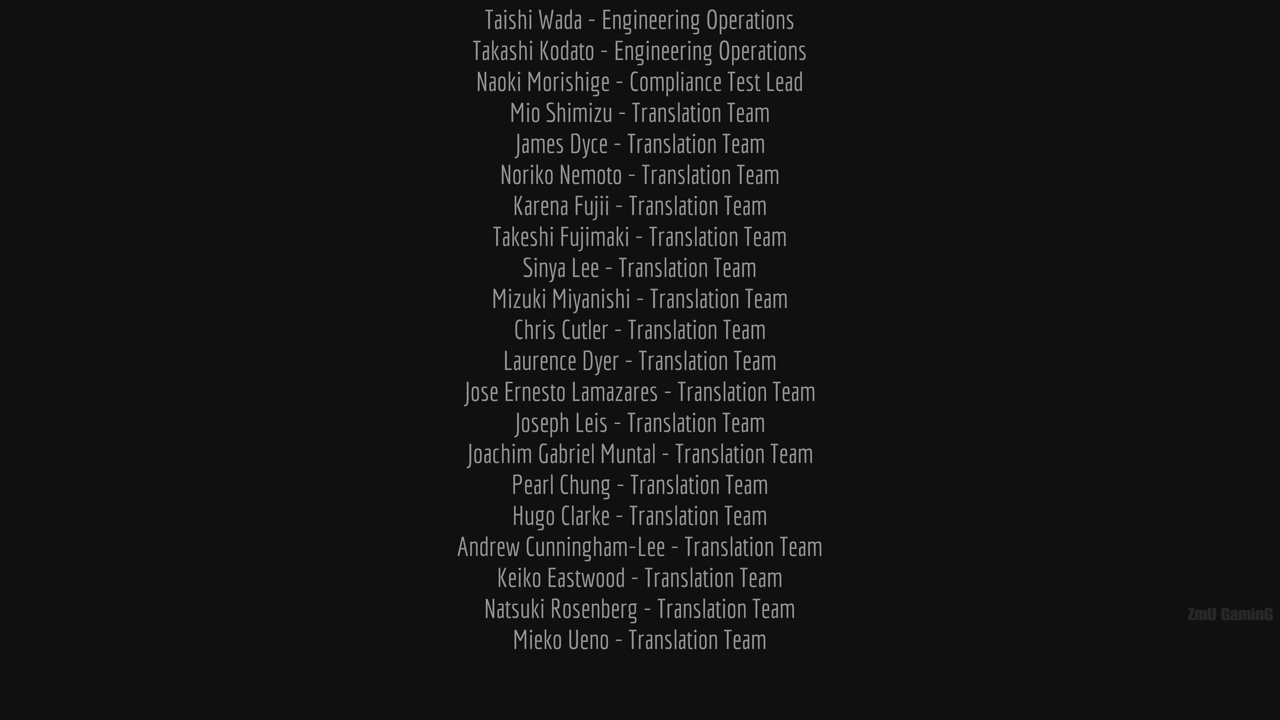 Taishi Wada - Engineering Operations
Takashi Kodato - Engineering Operations
Naoki Morishige - Compliance Test Lead
Mio Shimizu - Translation Team
James Dyce - Translation Team
Noriko Nemoto - Translation Team
Karena Fujii - Translation Team
Takeshi Fujimaki - Translation Team
Sinya Lee - Translation Team
Mizuki Miyanishi - Translation Team
Chris Cutler - Translation Team
Laurence Dyer - Translation Team
Jose Ernesto Lamazares - Translation Team
Joseph Leis - Translation Team
Joachim Gabriel Muntal - Translation Team
Pearl Chung - Translation Team
Hugo Clarke - Translation Team
Andrew Cunningham-Lee - Translation Team
Keiko Eastwood - Translation Team
Natsuki Rosenberg - Translation Team
ZmU GaminG
Mieko Ueno - Translation Team